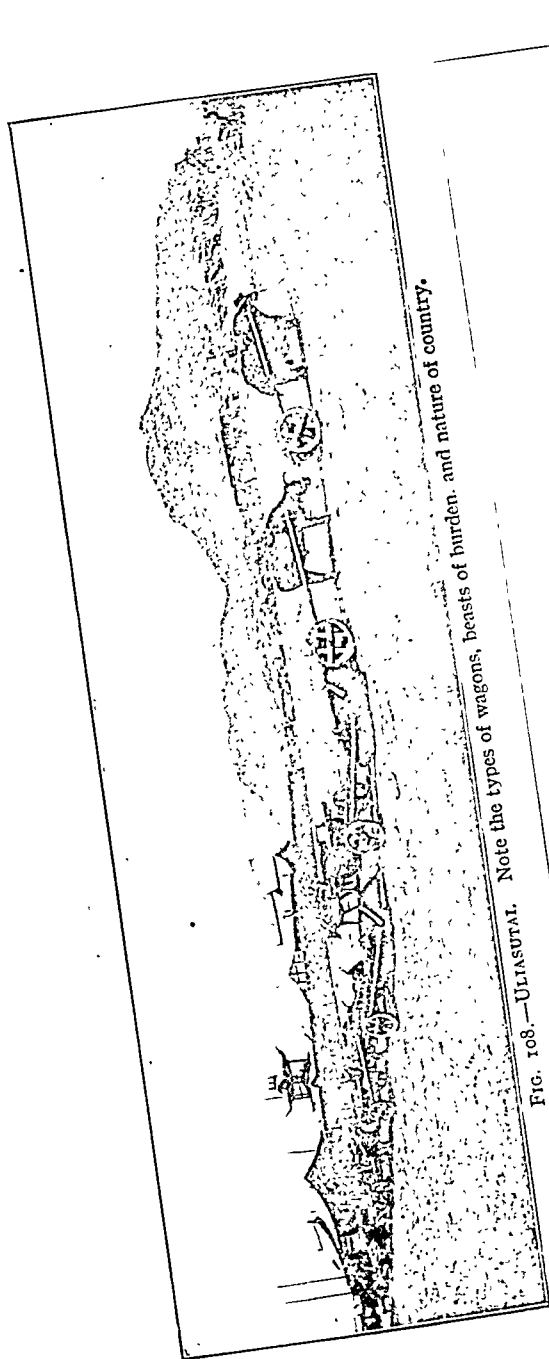 FIG. 108.—ULIASUTAI. Note the types of wagons, beasts of burden. and nature of country.